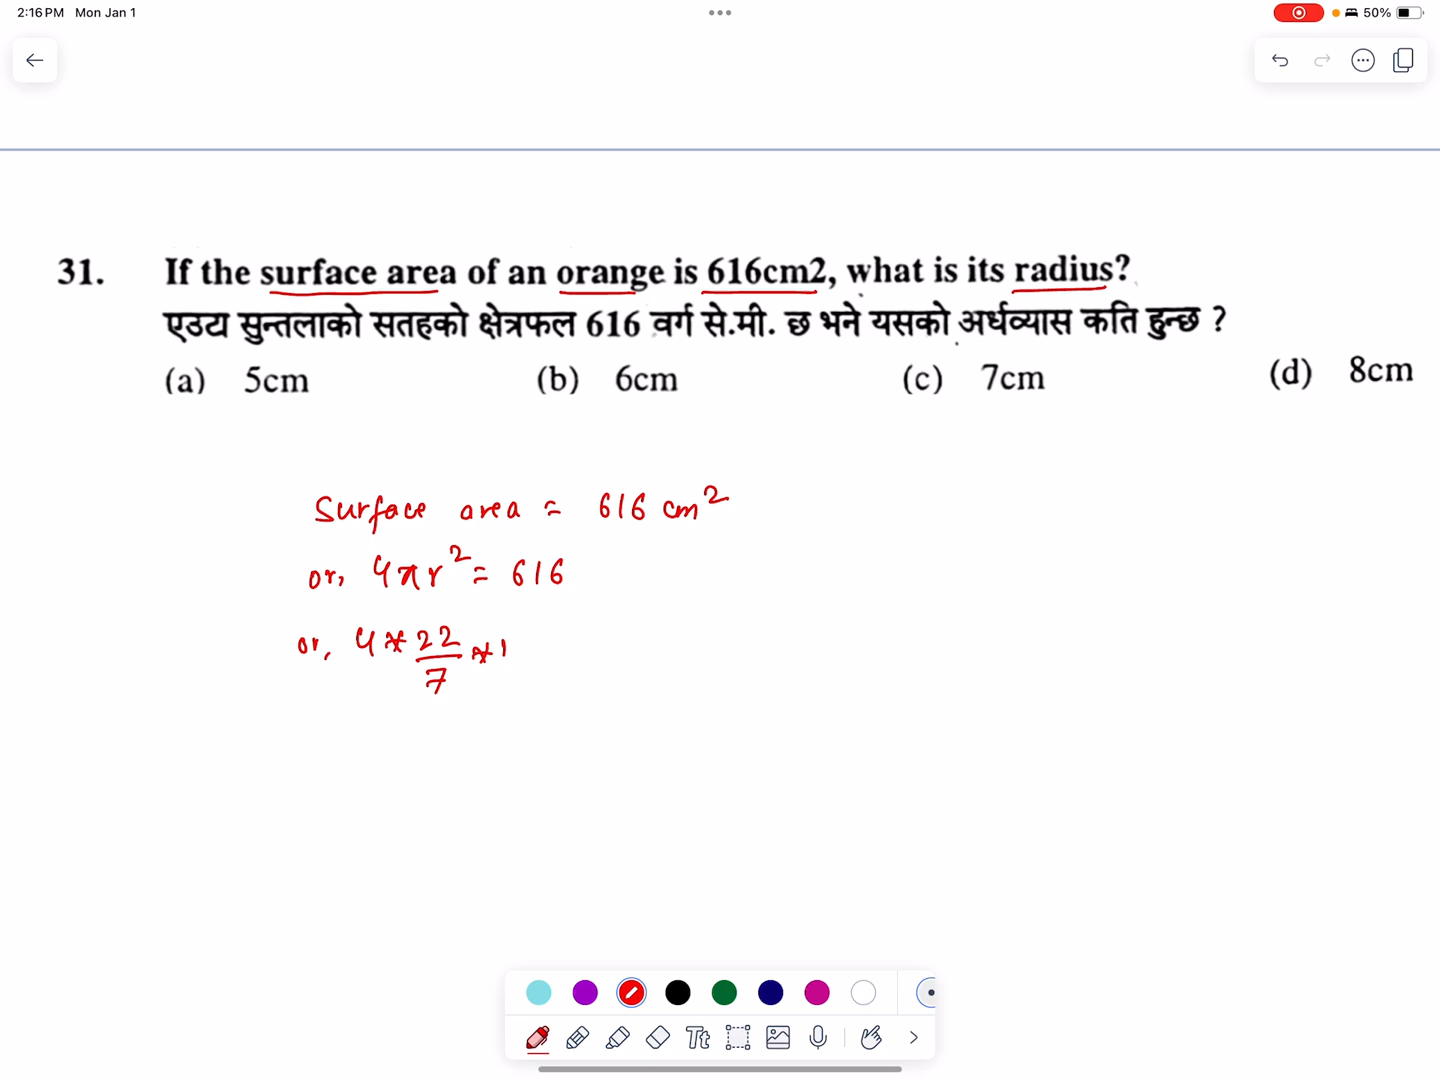 2:16 PM Mon Jan 1
50%
31. If the surface area of an orange is 616cm2, what is its radius?
एउटा सुन्तलाको सतहको क्षेत्रफल 616 वर्ग से.मी. छ भने यसको अर्धव्यास कति हुन्छ ?
(a) 5cm (b) 6cm (c) 7cm (d) 8cm
Surface area = 616 cm²
or, 4πr² = 616
or, 4 * 22/7 * 1
Tt